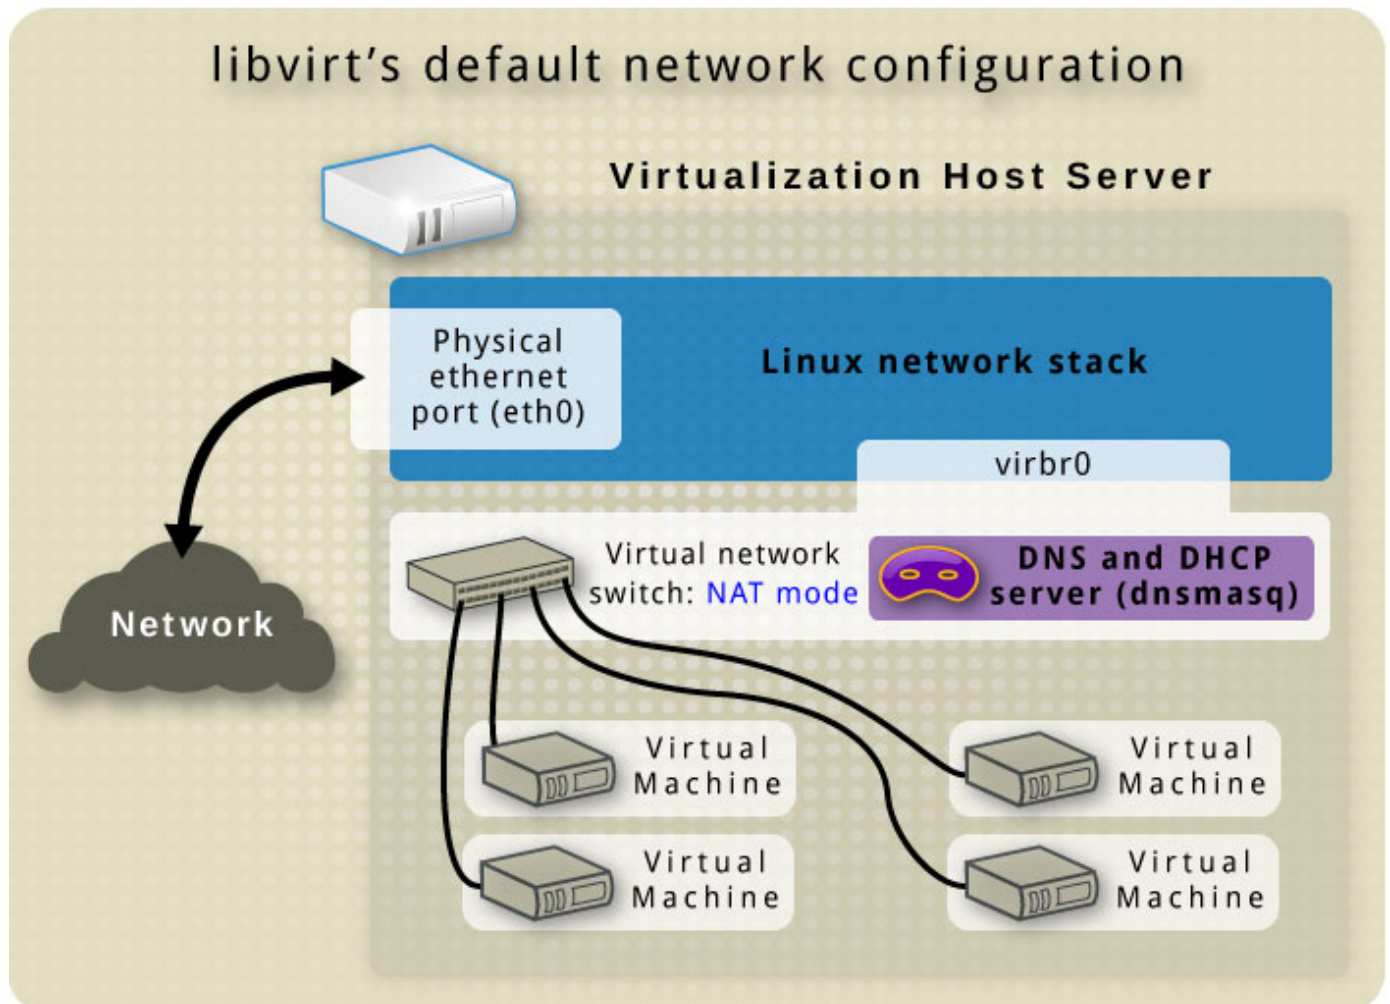 libvirt’s default network configuration
Virtualization Host Server
Physical
ethernet
port (eth0)
Linux network stack
virbr0
Virtual network
switch: NAT mode
DNS and DHCP
server (dnsmasq)
Network
Virtual
Machine
Virtual
Machine
Virtual
Machine
Virtual
Machine